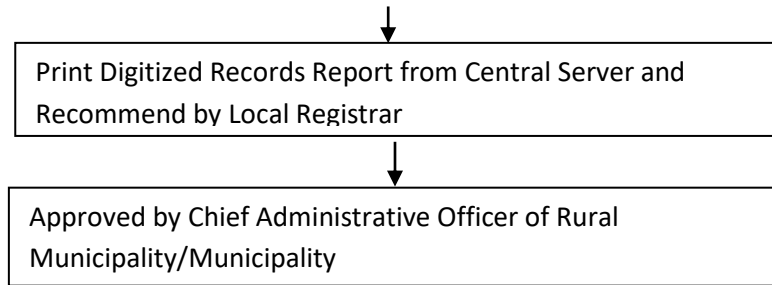 Print Digitized Records Report from Central Server and
Recommend by Local Registrar
Approved by Chief Administrative Officer of Rural
Municipality/Municipality